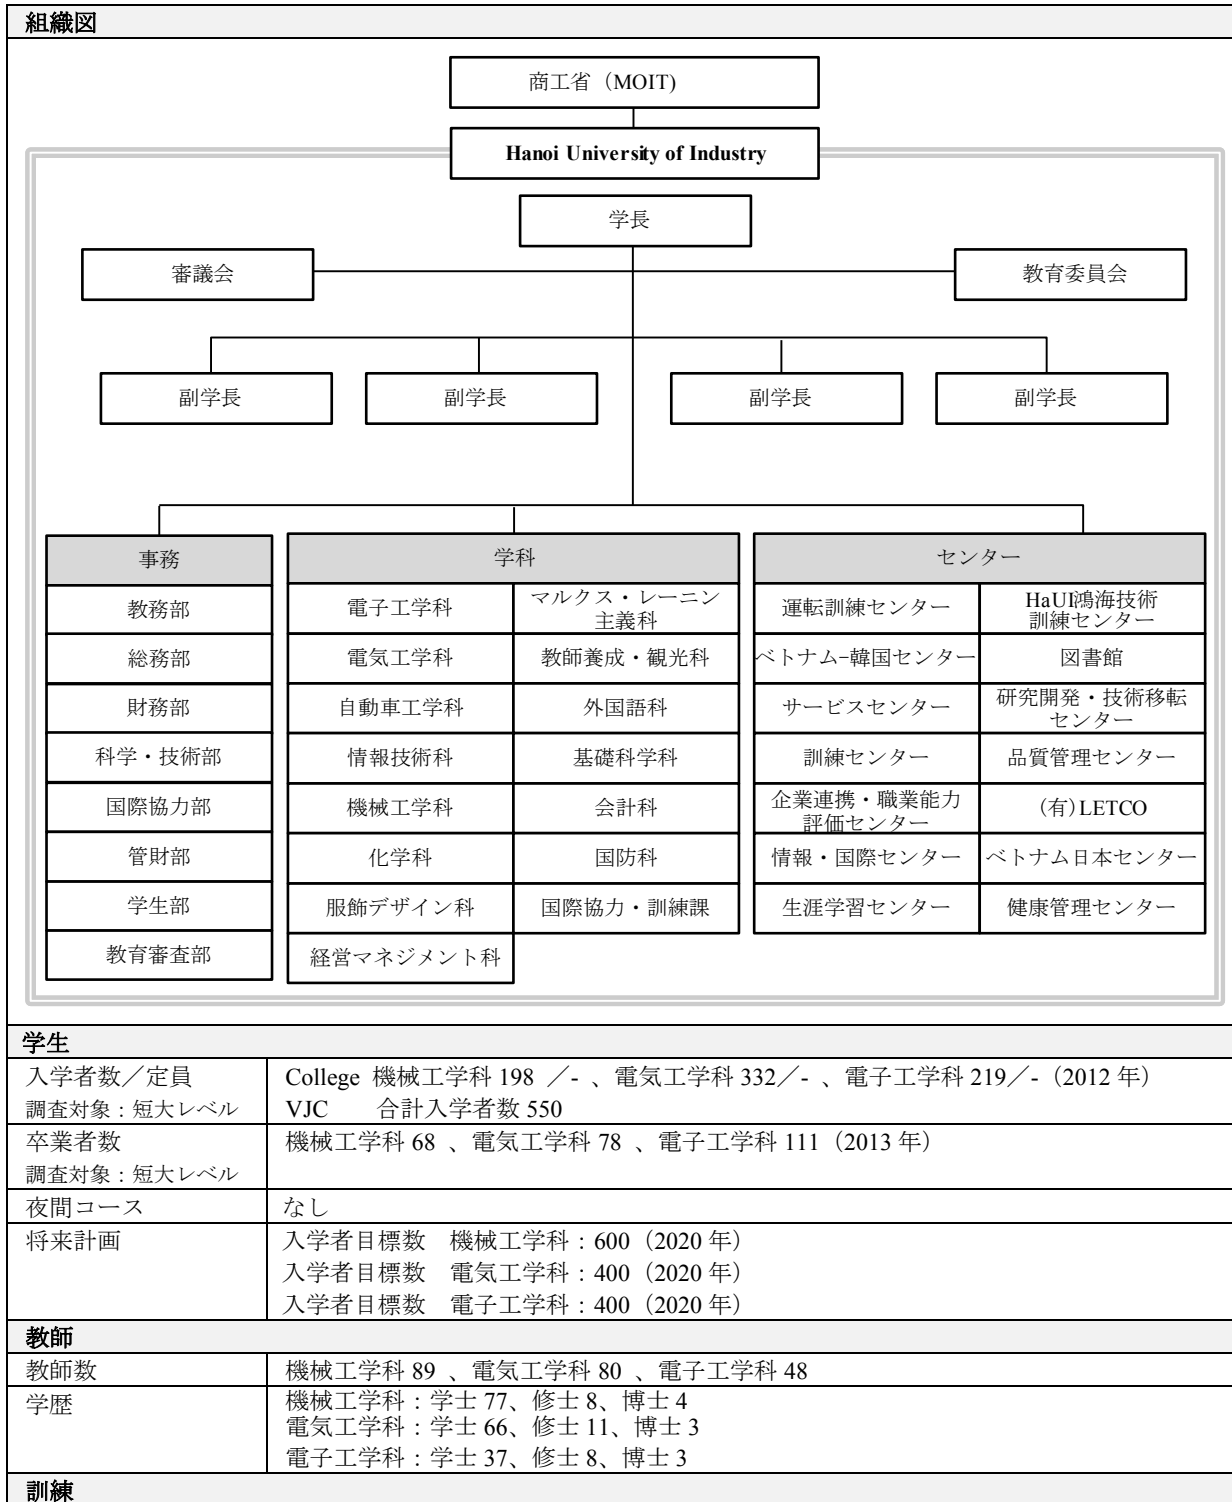 組織図
商工省（MOIT)
Hanoi University of Industry
学長
審議会
教育委員会
副学長
副学長
副学長
副学長
事務
学科
センター
教務部
総務部
財務部
科学・技術部
国際協力部
管財部
学生部
教育審査部
電子工学科
電気工学科
自動車工学科
情報技術科
機械工学科
化学科
服飾デザイン科
経営マネジメント科
マルクス・レーニン
主義科
教師養成・観光科
外国語科
基礎科学科
会計科
国防科
国際協力・訓練課
運転訓練センター
ベトナム-韓国センター
サービスセンター
訓練センター
企業連携・職業能力
評価センター
情報・国際センター
生涯学習センター
HaUI鴻海技術
訓練センター
図書館
研究開発・技術移転
センター
品質管理センター
(有)LETCO
ベトナム日本センター
健康管理センター
学生
入学者数／定員
調査対象：短大レベル
College 機械工学科 198 ／- 、電気工学科 332／- 、電子工学科 219／-（2012 年）
VJC 合計入学者数 550
卒業者数
調査対象：短大レベル
機械工学科 68 、電気工学科 78 、電子工学科 111（2013 年）
夜間コース
なし
将来計画
入学者目標数 機械工学科：600（2020 年）
入学者目標数 電気工学科：400（2020 年）
入学者目標数 電子工学科：400（2020 年）
教師
教師数
機械工学科 89 、電気工学科 80 、電子工学科 48
学歴
機械工学科：学士 77、修士 8、博士 4
電気工学科：学士 66、修士 11、博士 3
電子工学科：学士 37、修士 8、博士 3
訓練